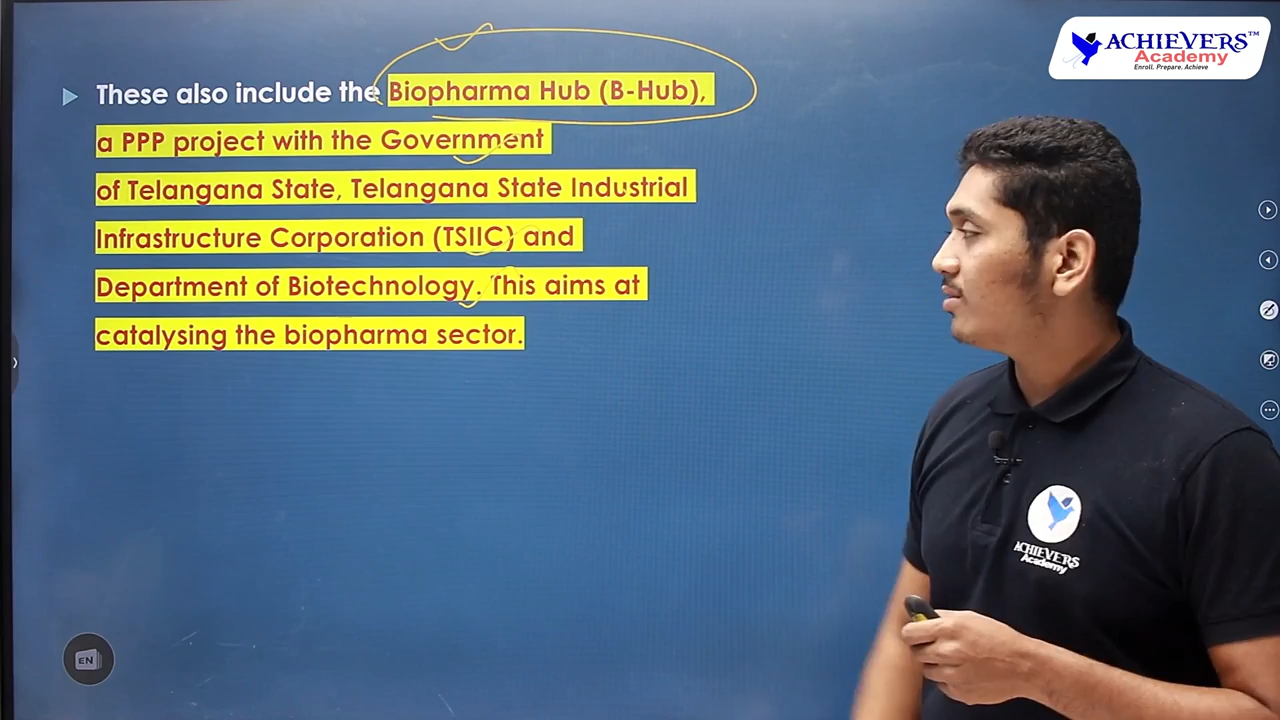 ACHIEVERS™
Academy
Enroll. Prepare. Achieve
These also include the Biopharma Hub (B-Hub),
a PPP project with the Government
of Telangana State, Telangana State Industrial
Infrastructure Corporation (TSIIC) and
Department of Biotechnology. This aims at
catalysing the biopharma sector.
ACHIEVERS
Academy
EN